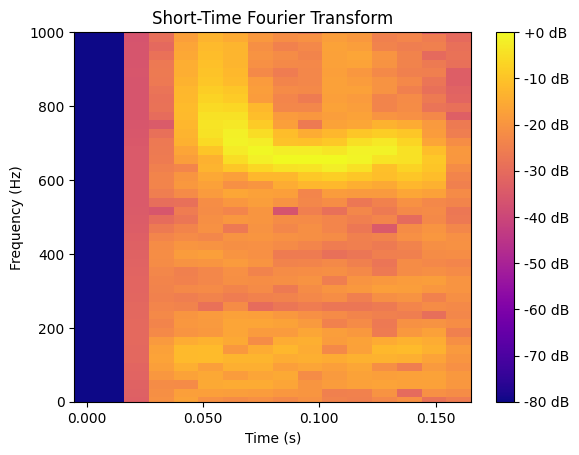 Short-Time Fourier Transform
1000
800
600
400
200
0
Frequency (Hz)
0.000
0.050
0.100
0.150
Time (s)
+0 dB
-10 dB
-20 dB
-30 dB
-40 dB
-50 dB
-60 dB
-70 dB
-80 dB